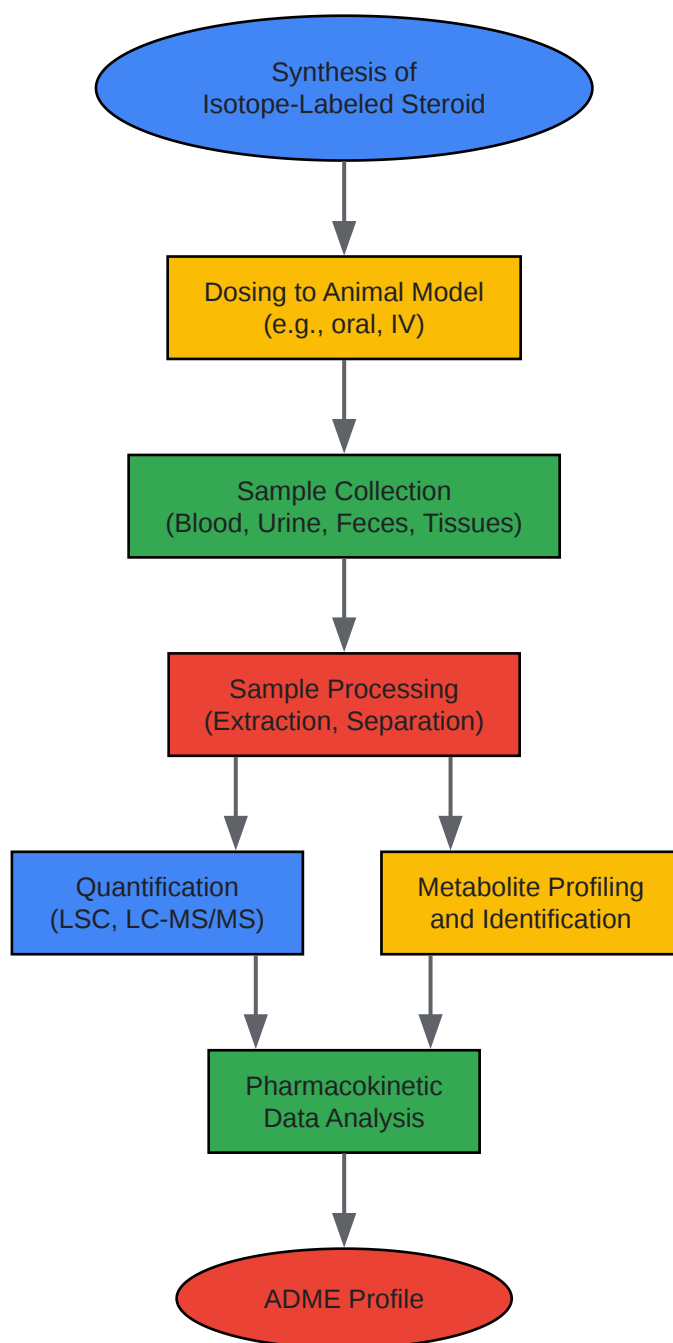 Synthesis of
Isotope-Labeled Steroid
Dosing to Animal Model
(e.g., oral, IV)
Sample Collection
(Blood, Urine, Feces, Tissues)
Sample Processing
(Extraction, Separation)
Quantification
(LSC, LC-MS/MS)
Metabolite Profiling
and Identification
Pharmacokinetic
Data Analysis
ADME Profile